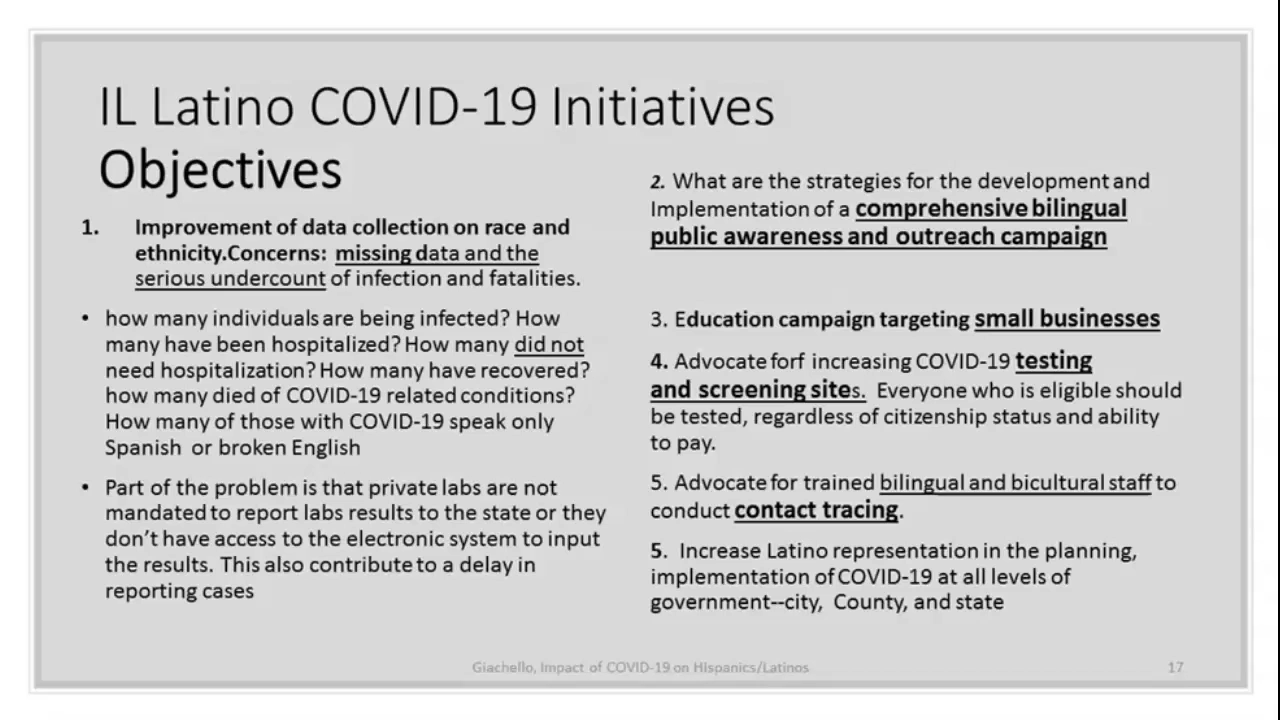 IL Latino COVID-19 Initiatives
Objectives
1. Improvement of data collection on race and
ethnicity.Concerns: missing data and the
serious undercount of infection and fatalities.
• how many individuals are being infected? How
many have been hospitalized? How many did not
need hospitalization? How many have recovered?
how many died of COVID-19 related conditions?
How many of those with COVID-19 speak only
Spanish or broken English
• Part of the problem is that private labs are not
mandated to report labs results to the state or they
don't have access to the electronic system to input
the results. This also contribute to a delay in
reporting cases
2. What are the strategies for the development and
Implementation of a comprehensive bilingual
public awareness and outreach campaign
3. Education campaign targeting small businesses
4. Advocate forf increasing COVID-19 testing
and screening sites. Everyone who is eligible should
be tested, regardless of citizenship status and ability
to pay.
5. Advocate for trained bilingual and bicultural staff to
conduct contact tracing.
5. Increase Latino representation in the planning,
implementation of COVID-19 at all levels of
government--city, County, and state
Giachello, Impact of COVID-19 on Hispanics/Latinos
17